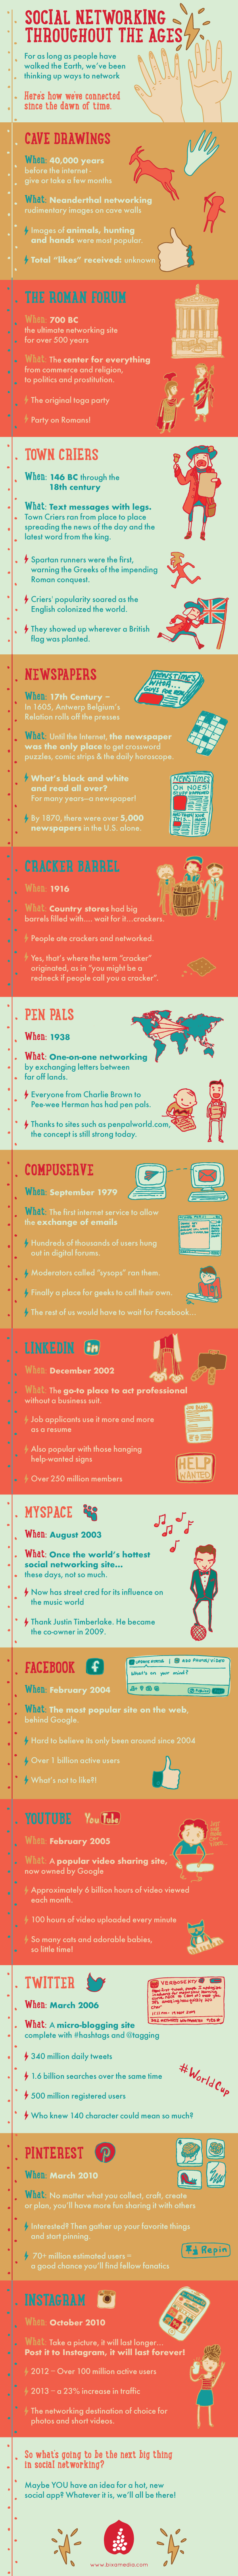 SOCIAL NETWORKING
THROUGHOUT THE AGES
For as long as people have
walked the Earth, we've been
thinking up ways to network
Here's how we've connected
since the dawn of time.
CAVE DRAWINGS
When: 40,000 years
before the internet -
give or take a few months
What: Neanderthal networking
rudimentary images on cave walls
Images of animals, hunting
and hands were most popular.
Total "likes" received: unknown
THE ROMAN FORUM
When: 700 BC
the ultimate networking site
for over 500 years
What: The center for everything
from commerce and religion,
to politics and prostitution.
The original toga party
Party on Romans!
TOWN CRIERS
When: 146 BC through the
18th century
What: Text messages with legs.
Town Criers ran from place to place
spreading the news of the day and the
latest word from the king.
Spartan runners were the first,
warning the Greeks of the impending
Roman conquest.
Criers' popularity soared as the
English colonized the world.
They showed up wherever a British
flag was planted.
NEWSPAPERS
When: 17th Century –
In 1605, Antwerp Belgium's
Relation rolls off the presses
What: Until the Internet, the newspaper
was the only place to get crossword
puzzles, comic strips & the daily horoscope.
What's black and white
and read all over?
For many years—a newspaper!
By 1870, there were over 5,000
newspapers in the U.S. alone.
NEWSTIMES
OH NOES!
CRACKER BARREL
When: 1916
What: Country stores had big
barrels filled with.... wait for it...crackers.
People ate crackers and networked.
Yes, that's where the term "cracker"
originated, as in "you might be a
redneck if people call you a cracker".
PEN PALS
When: 1938
What: One-on-one networking
by exchanging letters between
far off lands.
Everyone from Charlie Brown to
Pee-wee Herman has had pen pals.
Thanks to sites such as penpalworld.com,
the concept is still strong today.
COMPUSERVE
When: September 1979
What: The first internet service to allow
the exchange of emails
Hundreds of thousands of users hang
out in digital forums.
Moderators called "sysops" ran them.
Finally a place for geeks to call their own.
The rest of us would have to wait for Facebook...
LINKEDIN in
When: December 2002
What: The go-to place to act professional
without a business suit.
Job applicants use it more and more
as a resume
Also popular with those hanging
help-wanted signs
Over 250 million members
HELP
WANTED
MYSPACE
When: August 2003
What: Once the world's hottest
social networking site...
these days, not so much.
Now has street cred for its influence on
the music world
Thank Justin Timberlake. He became
the co-owner in 2009.
FACEBOOK f
UPDATE STATUS | ADD PHOTOS/VIDEO
What's on your mind?
When: February 2004
What: The most popular site on the web,
behind Google.
Hard to believe its only been around since 2004
Over 1 billion active users
What's not to like?!
YOUTUBE You Tube
When: February 2005
What: A popular video sharing site,
now owned by Google
Approximately 6 billion hours of video viewed
each month.
100 hours of video uploaded every minute
So many cats and adorable babies,
so little time!
TWITTER
VERBOSERTY
When: March 2006
What: A micro-blogging site
complete with #hashtags and @tagging
340 million daily tweets
1.6 billion searches over the same time
500 million registered users
Who knew 140 character could mean so much?
#WorldCup
PINTEREST
When: March 2010
What: No matter what you collect, craft, create
or plan, you'll have more fun sharing it with others
Interested? Then gather up your favorite things
and start pinning.
70+ million estimated users =
a good chance you'll find fellow fanatics
Repin
INSTAGRAM
When: October 2010
What: Take a picture, it will last longer...
Post it to Instagram, it will last forever!
2012 – Over 100 million active users
2013 – a 23% increase in traffic
The networking destination of choice for
photos and short videos.
So what's going to be the next big thing
in social networking?
Maybe YOU have an idea for a hot, new
social app? Whatever it is, we'll all be there!
www.bixamedia.com